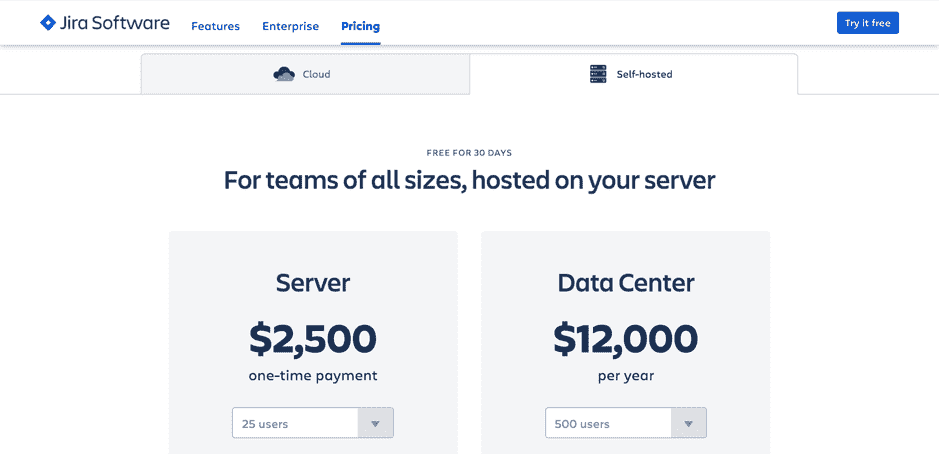 Jira Software Features Enterprise Pricing Try it free
Cloud Self-hosted
FREE FOR 30 DAYS
For teams of all sizes, hosted on your server
Server
$2,500
one-time payment
25 users
Data Center
$12,000
per year
500 users